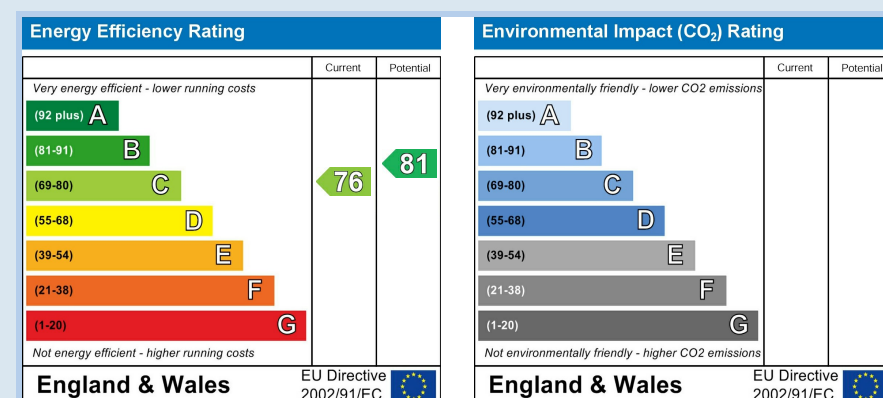 Energy Efficiency Rating
Current Potential
Very energy efficient - lower running costs
(92 plus) A
(81-91) B
(69-80) C
(55-68) D
(39-54) E
(21-38) F
(1-20) G
76
81
Not energy efficient - higher running costs
England & Wales
EU Directive
2002/91/EC
Environmental Impact (CO₂) Rating
Current Potential
Very environmentally friendly - lower CO2 emissions
(92 plus) A
(81-91) B
(69-80) C
(55-68) D
(39-54) E
(21-38) F
(1-20) G
Not environmentally friendly - higher CO2 emissions
England & Wales
EU Directive
2002/91/EC